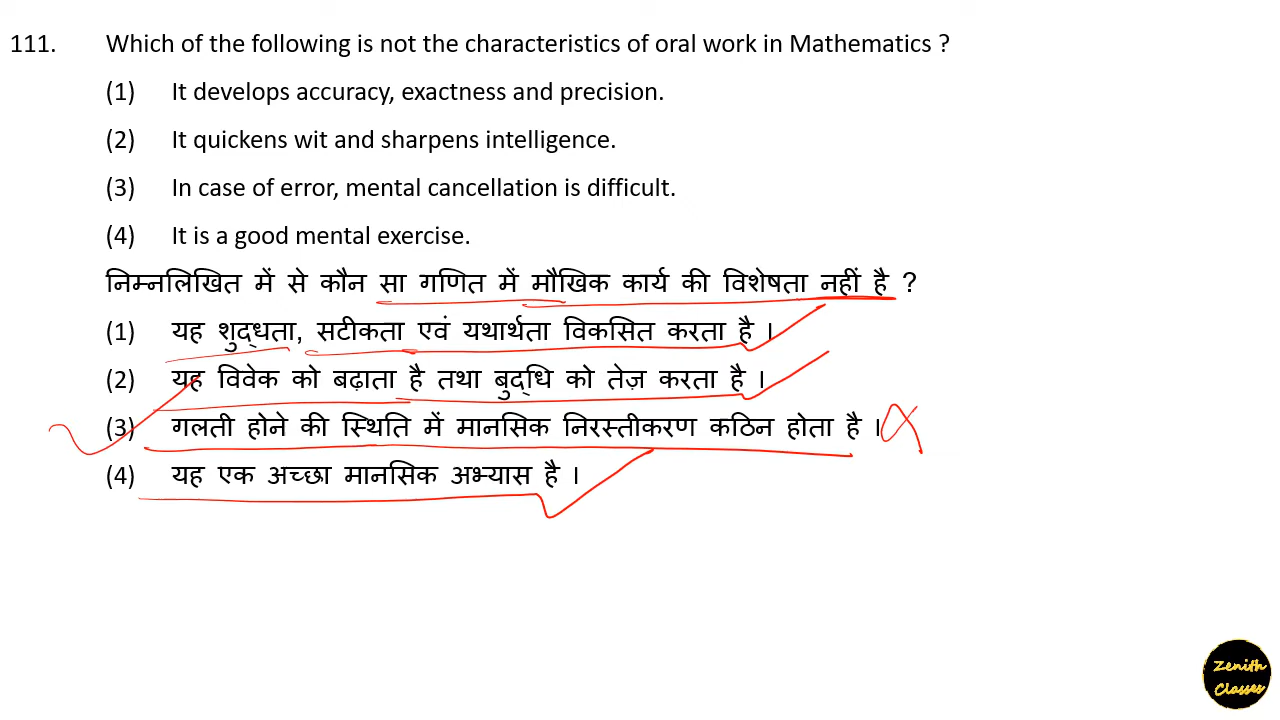 111. Which of the following is not the characteristics of oral work in Mathematics ?
(1) It develops accuracy, exactness and precision.
(2) It quickens wit and sharpens intelligence.
(3) In case of error, mental cancellation is difficult.
(4) It is a good mental exercise.
निम्नलिखित में से कौन सा गणित में मौखिक कार्य की विशेषता नहीं है ?
(1) यह शुद्धता, सटीकता एवं यथार्थता विकसित करता है ।
(2) यह विवेक को बढ़ाता है तथा बुद्धि को तेज़ करता है ।
(3) गलती होने की स्थिति में मानसिक निरस्तीकरण कठिन होता है ।
(4) यह एक अच्छा मानसिक अभ्यास है ।
Zenith
Classes